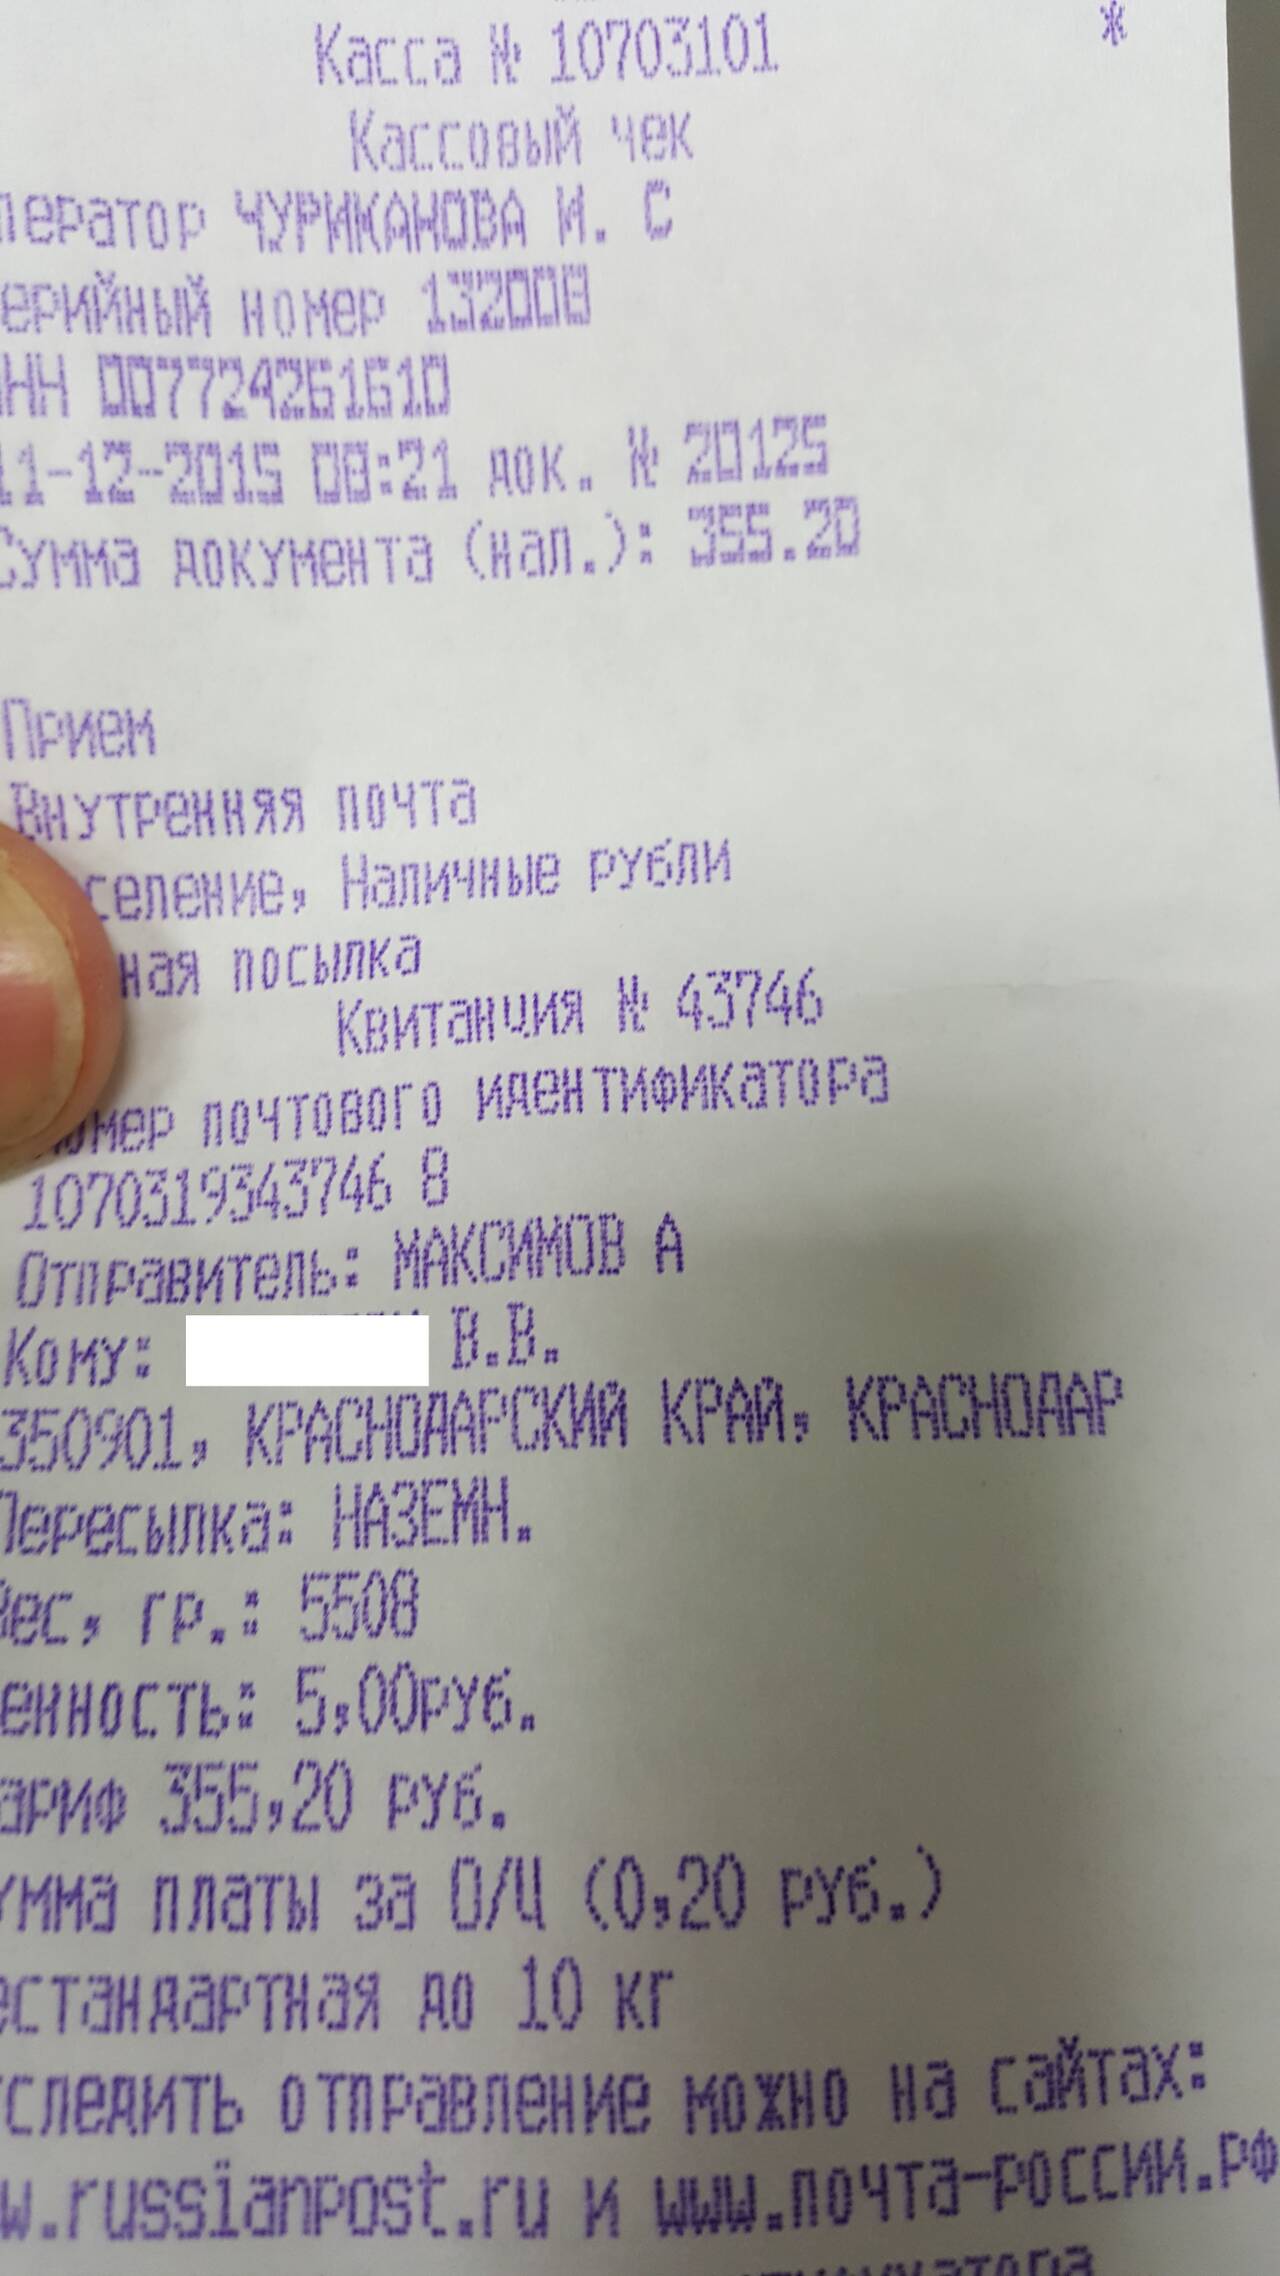 Касса № 10703101
*
Кассовый чек
ператор ЧУРИКАНОВА И. С
ерийный номер 132008
НН 007724261610
11-12-2015 08:21 док. № 20125
Сумма документа (нал.): 355.20
Прием
Внутренняя почта
селение, Наличные рубли
ная посылка
Квитанция № 43746
омер почтового идентификатора
1070319343746 8
Отправитель: МАКСИМОВ А
Кому: В.В.
350901, КРАСНОДАРСКИЙ КРАЙ, КРАСНОДАР
Пересылка: НАЗЕМН.
Вес, гр.: 5508
енность: 5,00руб.
ариф 355,20 руб.
умма платы за О/Ц (0,20 руб.)
естандартная до 10 кг
тследить отправление можно на сайтах:
w.russianpost.ru и www.почта-россии.рф